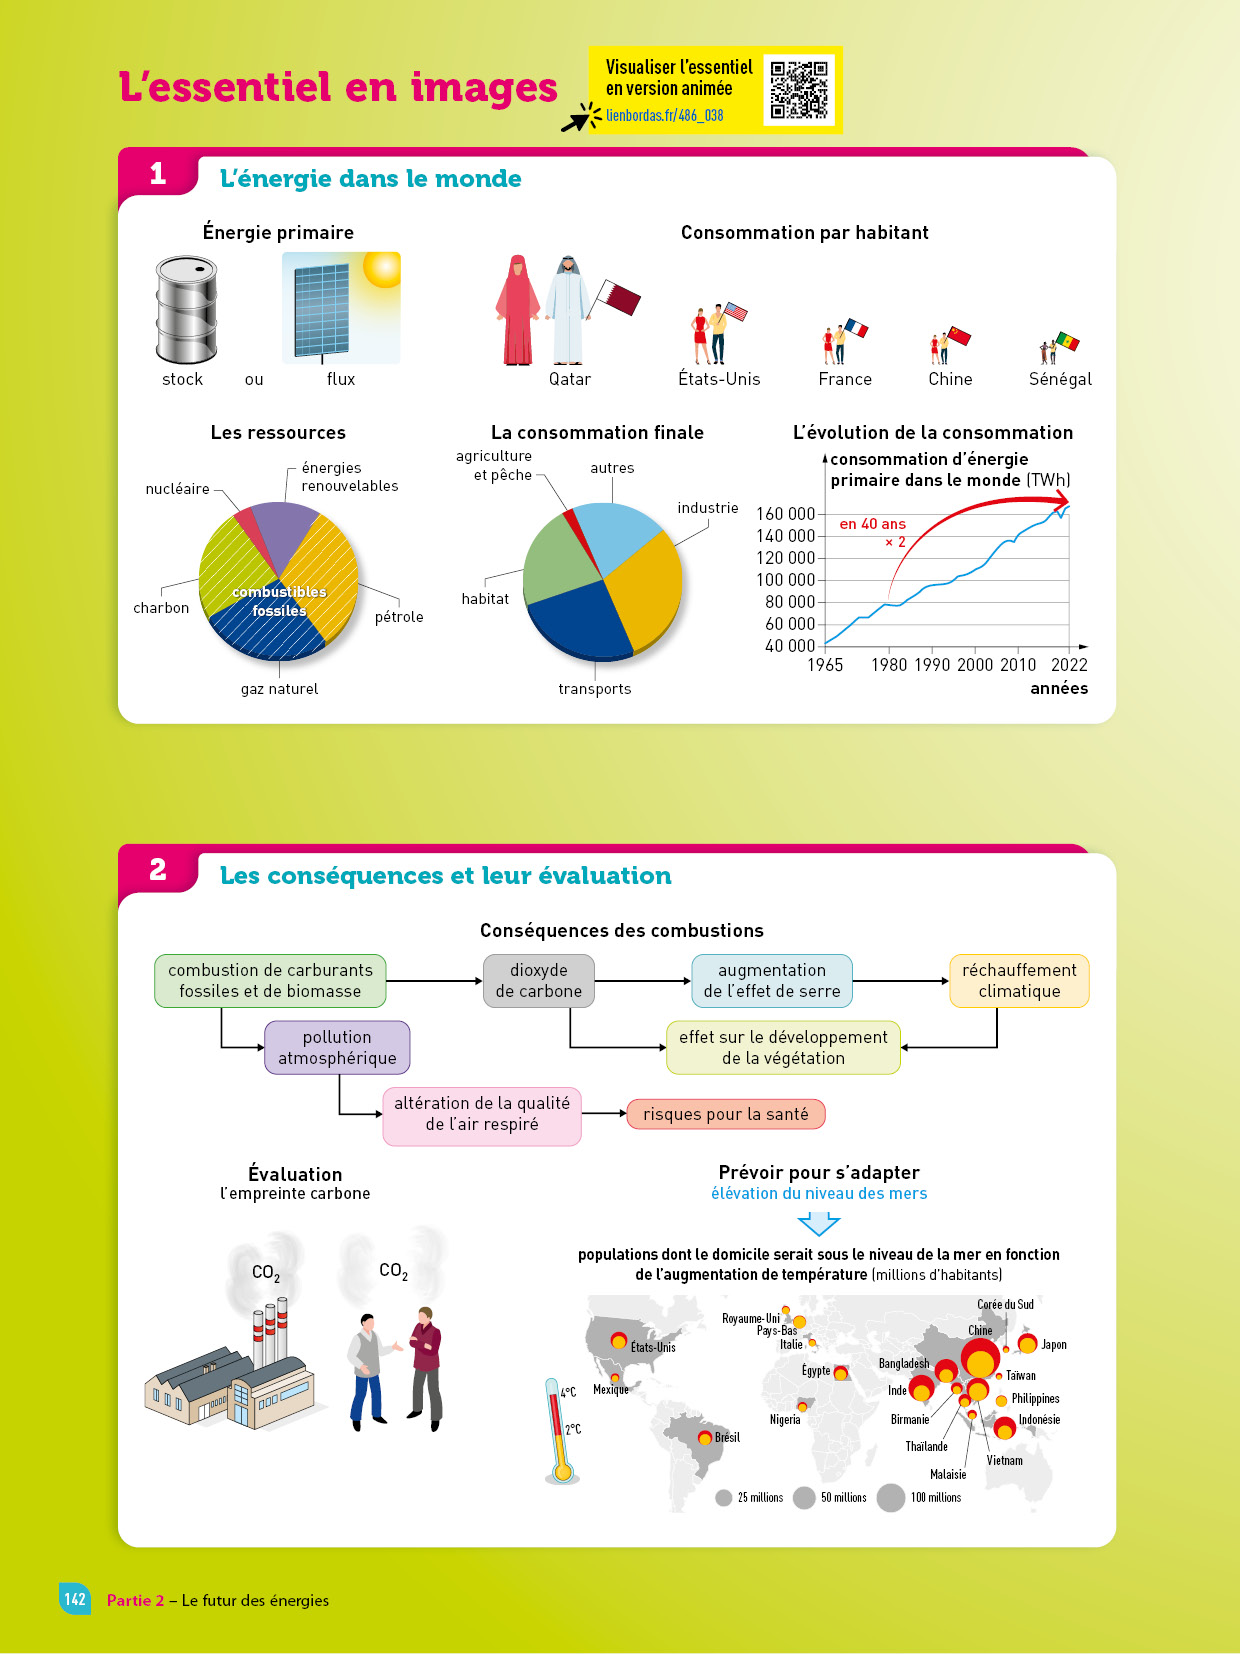 L'essentiel en images
Visualiser l'essentiel
en version animée
lienbordas.fr/486_038
1
L'énergie dans le monde
Énergie primaire
stock
ou
flux
Consommation par habitant
Qatar
États-Unis
France
Chine
Sénégal
Les ressources
nucléaire
énergies
renouvelables
charbon
combustibles
fossiles
pétrole
gaz naturel
La consommation finale
agriculture
et pêche
autres
industrie
habitat
transports
L'évolution de la consommation
consommation d'énergie
primaire dans le monde (TWh)
160 000
140 000
120 000
100 000
80 000
60 000
40 000
en 40 ans
× 2
1965 1980 1990 2000 2010 2022
années
2
Les conséquences et leur évaluation
Conséquences des combustions
combustion de carburants
fossiles et de biomasse
dioxyde
de carbone
augmentation
de l'effet de serre
réchauffement
climatique
pollution
atmosphérique
effet sur le développement
de la végétation
altération de la qualité
de l'air respiré
risques pour la santé
Évaluation
l'empreinte carbone
CO2
CO2
Prévoir pour s'adapter
élévation du niveau des mers
populations dont le domicile serait sous le niveau de la mer en fonction
de l'augmentation de température (millions d'habitants)
4°C
2°C
États-Unis
Mexique
Brésil
Royaume-Uni
Pays-Bas
Italie
Égypte
Nigeria
Corée du Sud
Chine
Japon
Bangladesh
Taïwan
Inde
Philippines
Birmanie
Indonésie
Thaïlande
Vietnam
Malaisie
25 millions
50 millions
100 millions
142
Partie 2 – Le futur des énergies